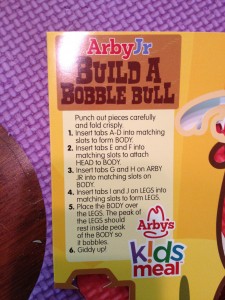 ArbyJr
BUILD A
BOBBLE BULL
Punch out pieces carefully
and fold crisply.
1. Insert tabs A-D into matching
slots to form BODY.
2. Insert tabs E and F into
matching slots to attach
HEAD to BODY.
3. Insert tabs G and H on ARBY
JR into matching slots on
BODY.
4. Insert tabs I and J on LEGS into
matching slots to form LEGS.
5. Place the BODY over
the LEGS. The peak of
the LEGS should
rest inside peak
of the BODY so
it bobbles.
6. Giddy up!
Arby's
kids
meal